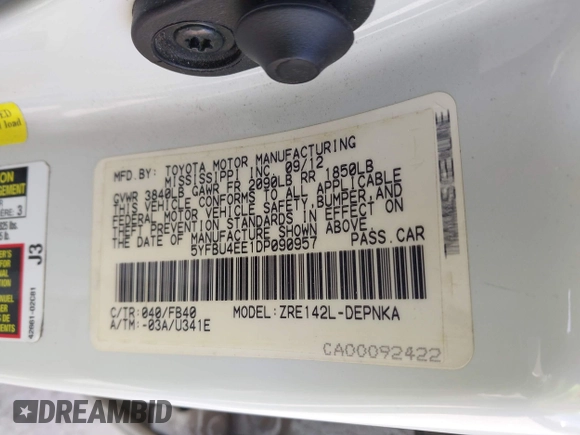 MFD.BY: TOYOTA MOTOR MANUFACTURING
MISSISSIPPI INC. 09/12
GVWR 3840LB GAWR FR 2090LB RR 1850LB
THIS VEHICLE CONFORMS TO ALL APPLICABLE
FEDERAL MOTOR VEHICLE SAFETY,BUMPER,AND
THEFT PREVENTION STANDARDS IN EFFECT ON
THE DATE OF MANUFACTURE SHOWN ABOVE.
5YFBU4EE1DP090957 PASS.CAR
C/TR:040/FB40 MODEL:ZRE142L-DEPNKA
A/TM:-03A/U341E
CA00092422
J3
42661-02C81
DREAMBID